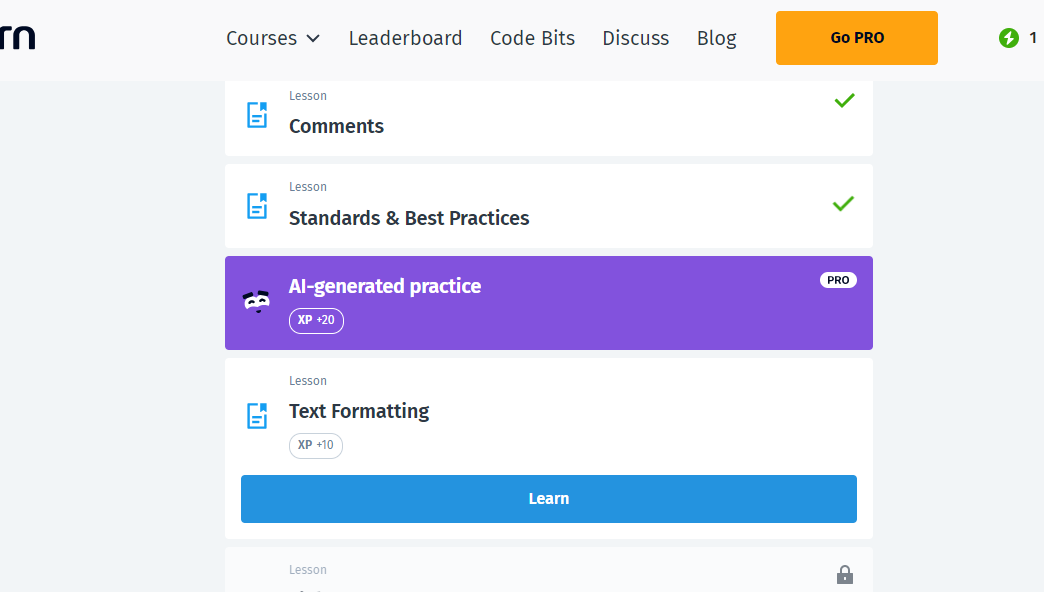 rn
Courses Leaderboard Code Bits Discuss Blog Go PRO 1
Lesson
Comments
Lesson
Standards & Best Practices
AI-generated practice PRO
XP +20
Lesson
Text Formatting
XP +10
Learn
Lesson